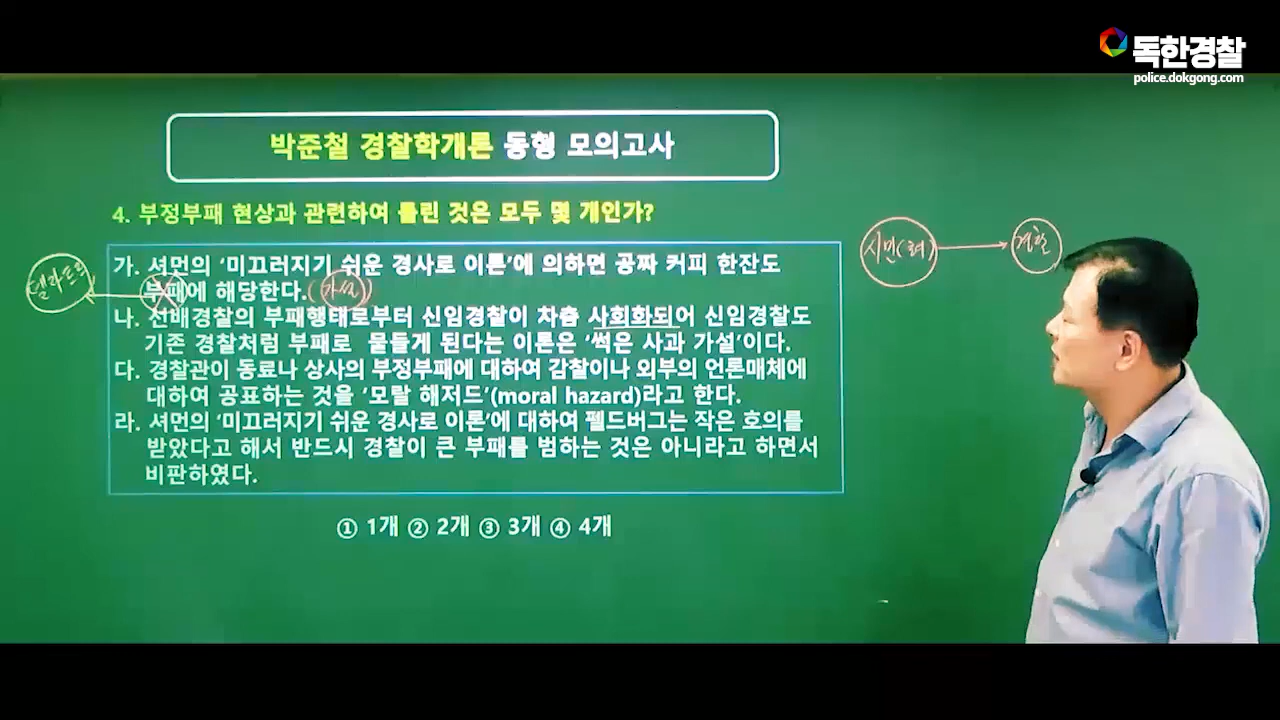 독한경찰
police.dokgong.com
박준철 경찰학개론 동형 모의고사
4. 부정부패 현상과 관련하여 틀린 것은 모두 몇 개인가?
시민(회) 경찰
델라트르
가. 셔먼의 '미끄러지기 쉬운 경사로 이론'에 의하면 공짜 커피 한잔도
부패에 해당한다. (가설)
나. 선배경찰의 부패행태로부터 신임경찰이 차츰 사회화되어 신임경찰도
기존 경찰처럼 부패로 물들게 된다는 이론은 '썩은 사과 가설'이다.
다. 경찰관이 동료나 상사의 부정부패에 대하여 감찰이나 외부의 언론매체에
대하여 공표하는 것을 '모랄 해저드'(moral hazard)라고 한다.
라. 셔먼의 '미끄러지기 쉬운 경사로 이론'에 대하여 펠드버그는 작은 호의를
받았다고 해서 반드시 경찰이 큰 부패를 범하는 것은 아니라고 하면서
비판하였다.
① 1개 ② 2개 ③ 3개 ④ 4개